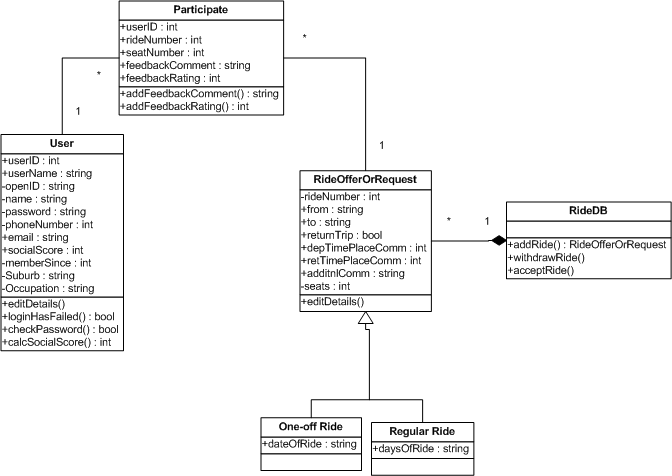 Participate
+userID : int
+rideNumber : int
+seatNumber : int
+feedbackComment : string
+feedbackRating : int
+addFeedbackComment() : string
+addFeedbackRating() : int
*
*
1
1
User
+userID : int
+userName : string
-openID : string
-name : string
-password : string
-phoneNumber : int
+email : string
+socialScore : int
-memberSince : int
-Suburb : string
-Occupation : string
+editDetails()
+loginHasFailed() : bool
+checkPassword() : bool
+calcSocialScore() : int
RideOfferOrRequest
-rideNumber : int
+from : string
+to : string
+returnTrip : bool
+depTimePlaceComm : int
+retTimePlaceComm : int
+additnlComm : string
-seats : int
+editDetails()
* 1
RideDB
+addRide() : RideOfferOrRequest
+withdrawRide()
+acceptRide()
One-off Ride
+dateOfRide : string
Regular Ride
+daysOfRide : string